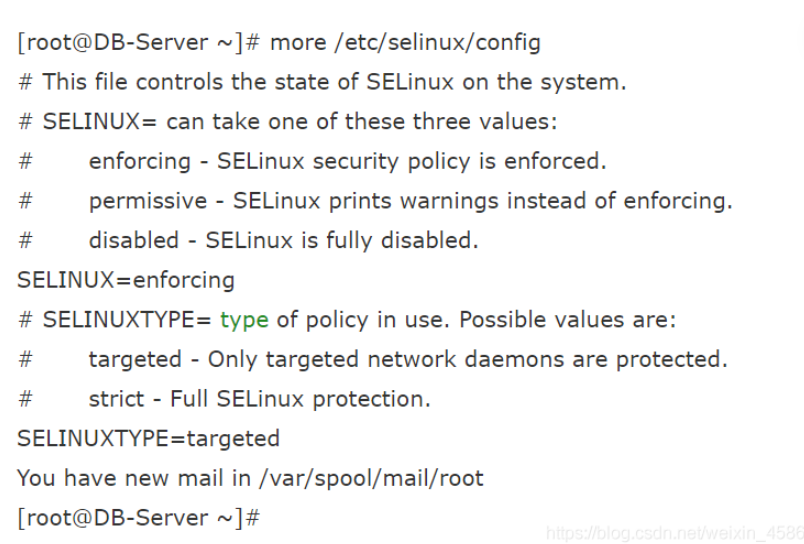 [root@DB-Server ~]# more /etc/selinux/config
# This file controls the state of SELinux on the system.
# SELINUX= can take one of these three values:
#       enforcing - SELinux security policy is enforced.
#       permissive - SELinux prints warnings instead of enforcing.
#       disabled - SELinux is fully disabled.
SELINUX=enforcing
# SELINUXTYPE= type of policy in use. Possible values are:
#       targeted - Only targeted network daemons are protected.
#       strict - Full SELinux protection.
SELINUXTYPE=targeted
You have new mail in /var/spool/mail/root
[root@DB-Server ~]#
https://blog.csdn.net/weixin_4586